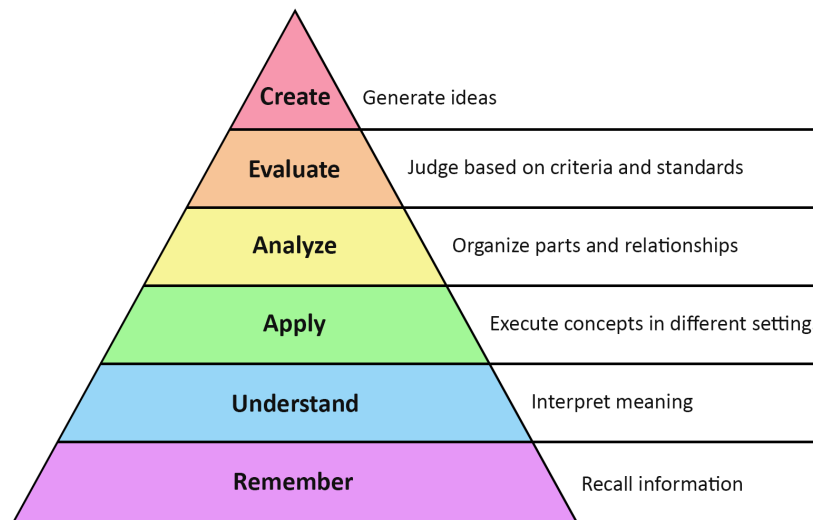 Create Generate ideas
Evaluate Judge based on criteria and standards
Analyze Organize parts and relationships
Apply Execute concepts in different setting
Understand Interpret meaning
Remember Recall information